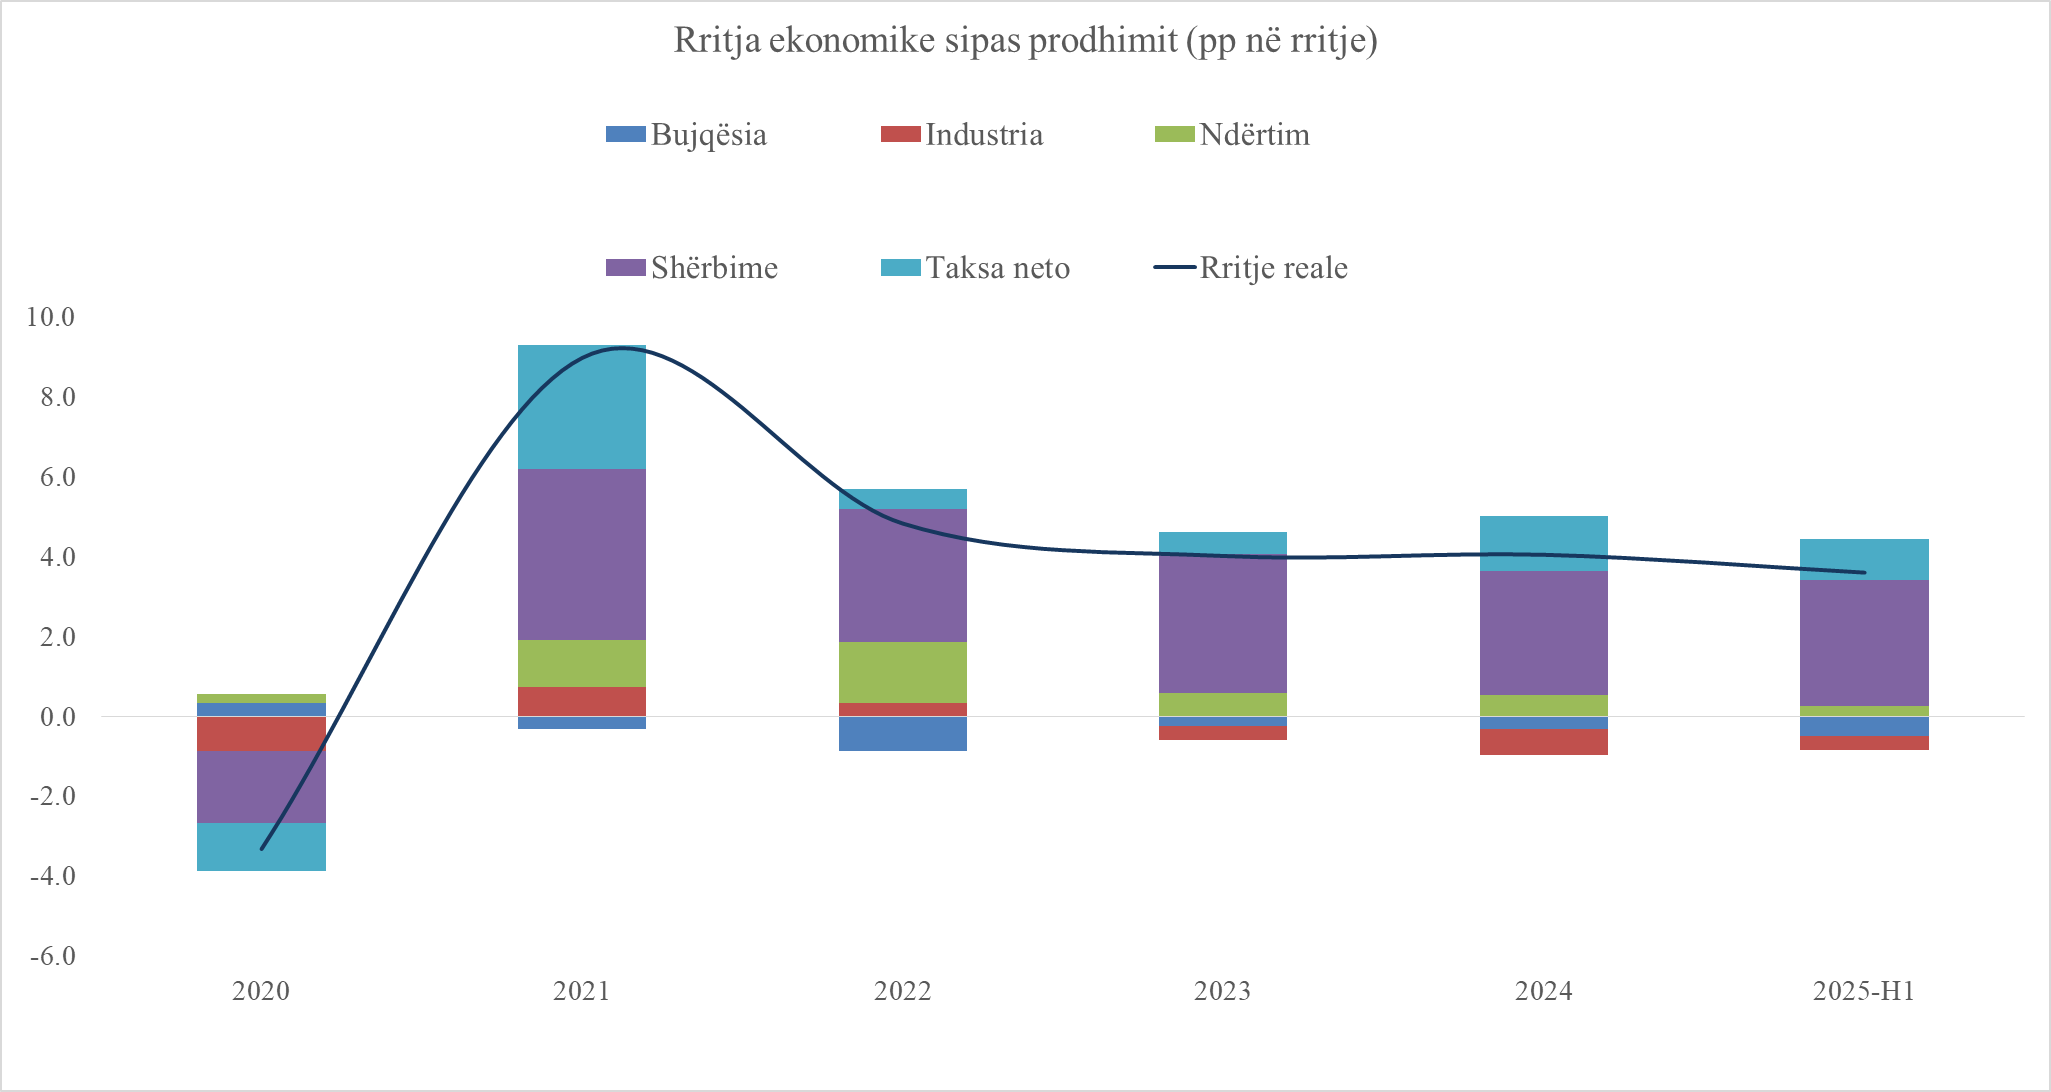 Rritja ekonomike sipas prodhimit (pp në rritje)
Bujqësia Industria Ndërtim
Shërbime Taksa neto Rritje reale
10.0
8.0
6.0
4.0
2.0
0.0
-2.0
-4.0
-6.0
2020 2021 2022 2023 2024 2025-H1